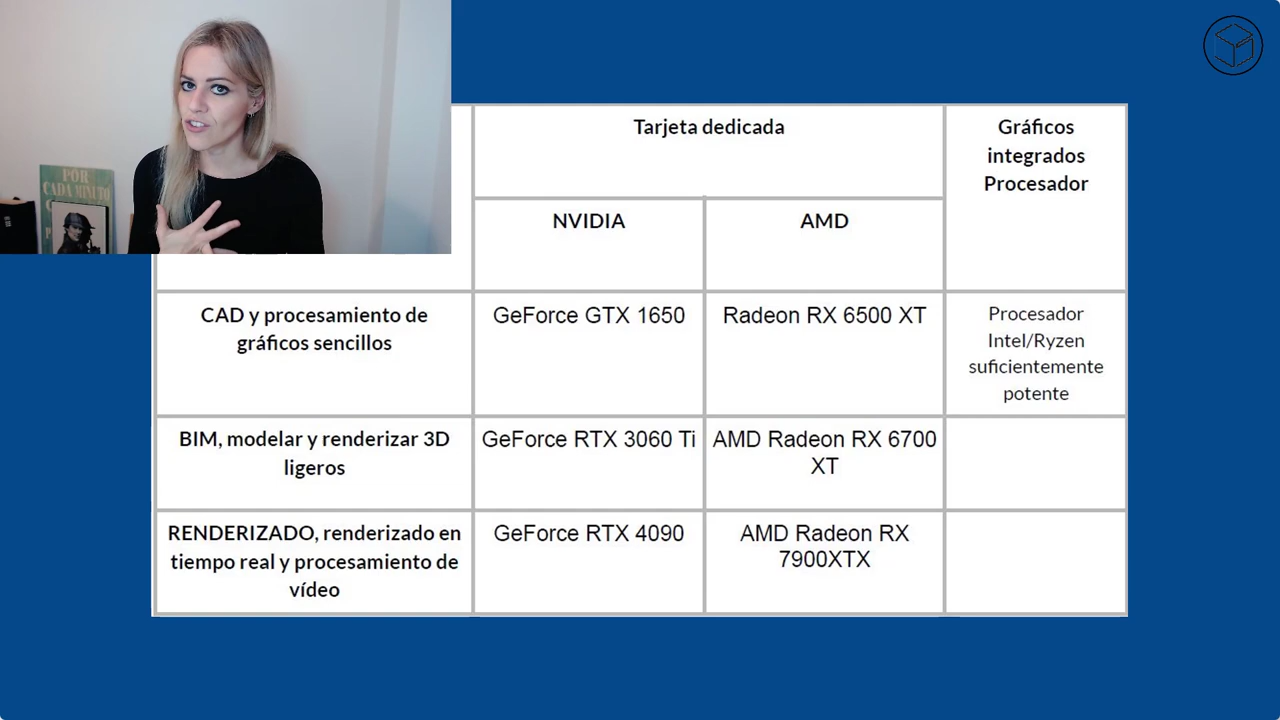 POR
CADA MINUTO
Tarjeta dedicada
Gráficos
integrados
Procesador
NVIDIA
AMD
CAD y procesamiento de
gráficos sencillos
GeForce GTX 1650
Radeon RX 6500 XT
Procesador
Intel/Ryzen
suficientemente
potente
BIM, modelar y renderizar 3D
ligeros
GeForce RTX 3060 Ti
AMD Radeon RX 6700
XT
RENDERIZADO, renderizado en
tiempo real y procesamiento de
vídeo
GeForce RTX 4090
AMD Radeon RX
7900XTX